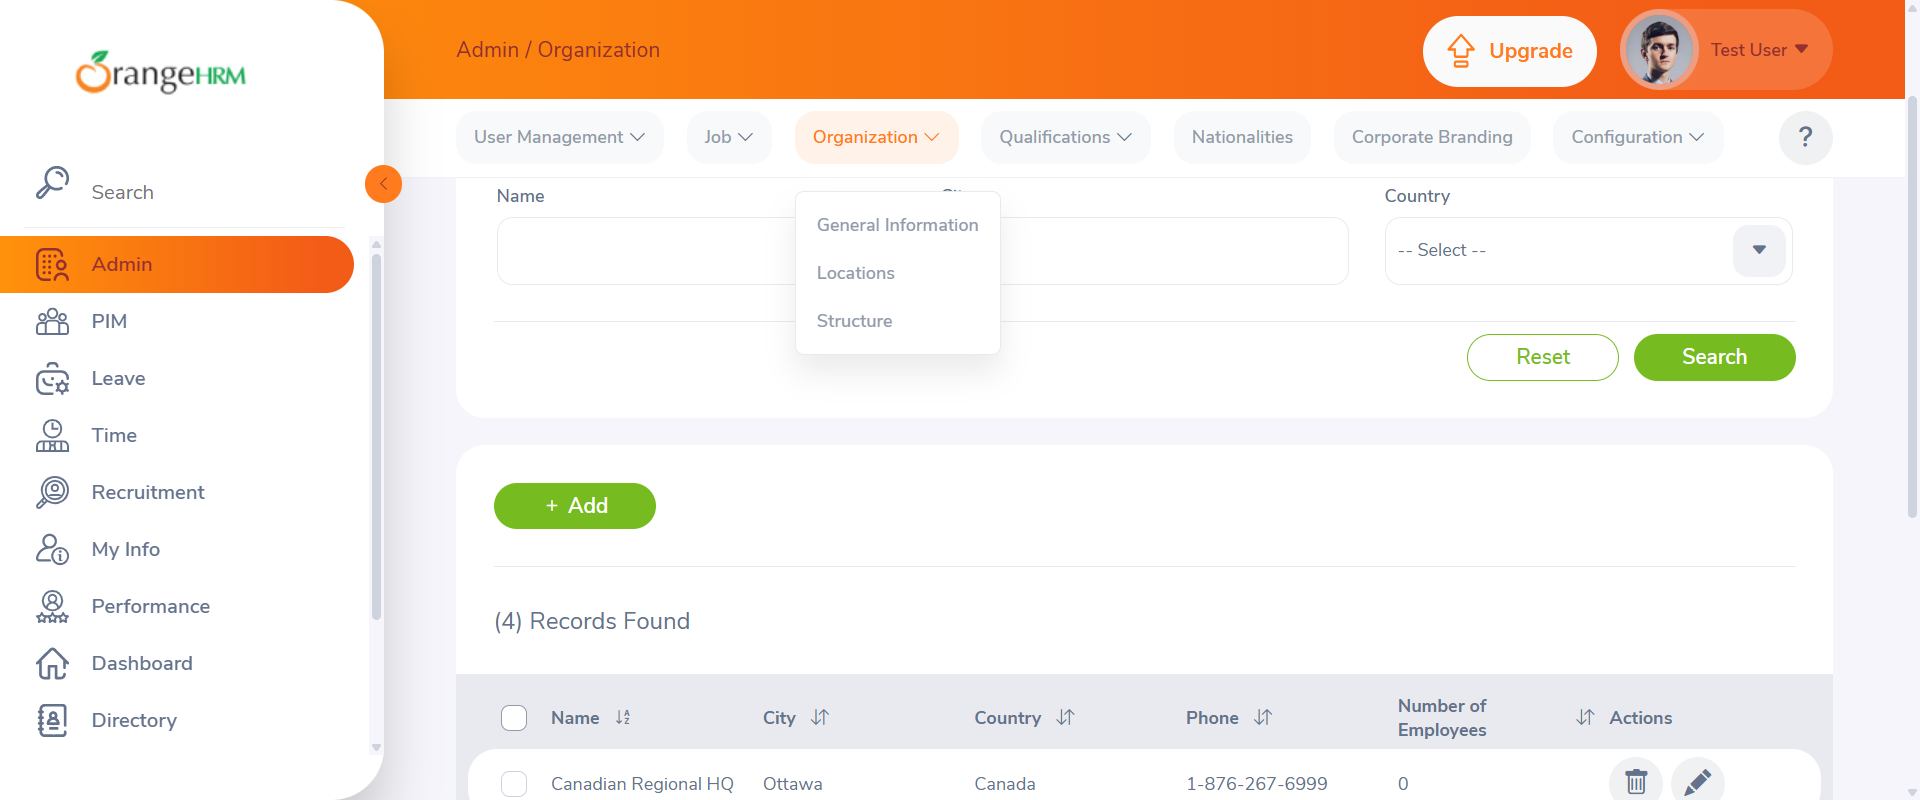 OrangeHRM
Admin / Organization
Upgrade
Test User
User Management
Job
Organization
Qualifications
Nationalities
Corporate Branding
Configuration
?
Search
Admin
PIM
Leave
Time
Recruitment
My Info
Performance
Dashboard
Directory
Name
Country
-- Select --
General Information
Locations
Structure
Reset
Search
+ Add
(4) Records Found
Name
City
Country
Phone
Number of
Employees
Actions
Canadian Regional HQ
Ottawa
Canada
1-876-267-6999
0